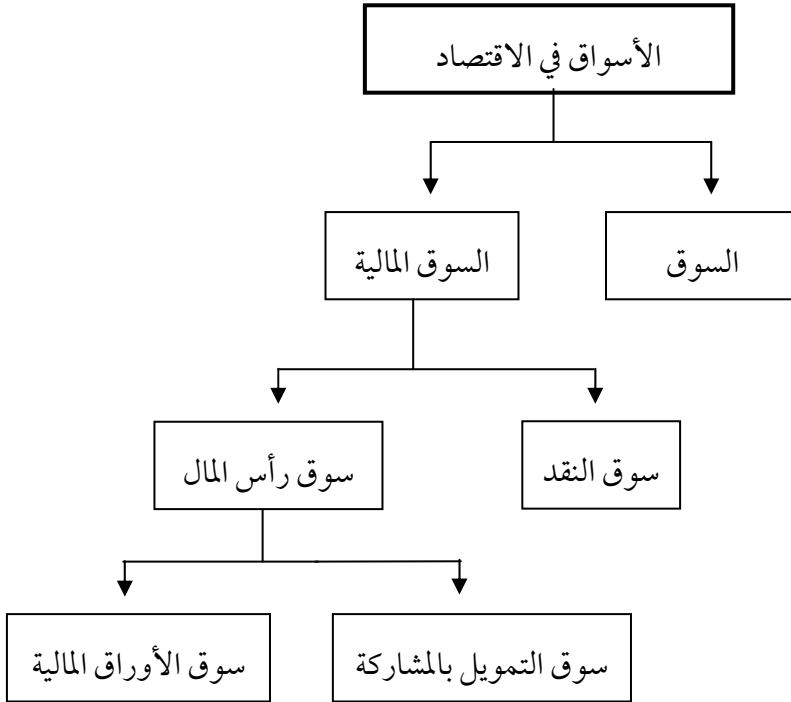 الأسواق في الاقتصاد
السوق
السوق المالية
سوق النقد
سوق رأس المال
سوق التمويل بالمشاركة
سوق الأوراق المالية